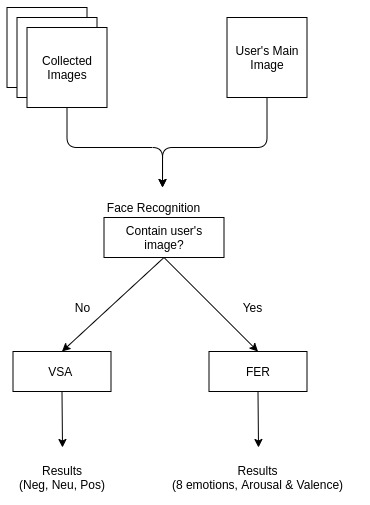 Collected
Images
User's Main
Image
Face Recognition
Contain user's
image?
No
Yes
VSA
FER
Results
(Neg, Neu, Pos)
Results
(8 emotions, Arousal & Valence)